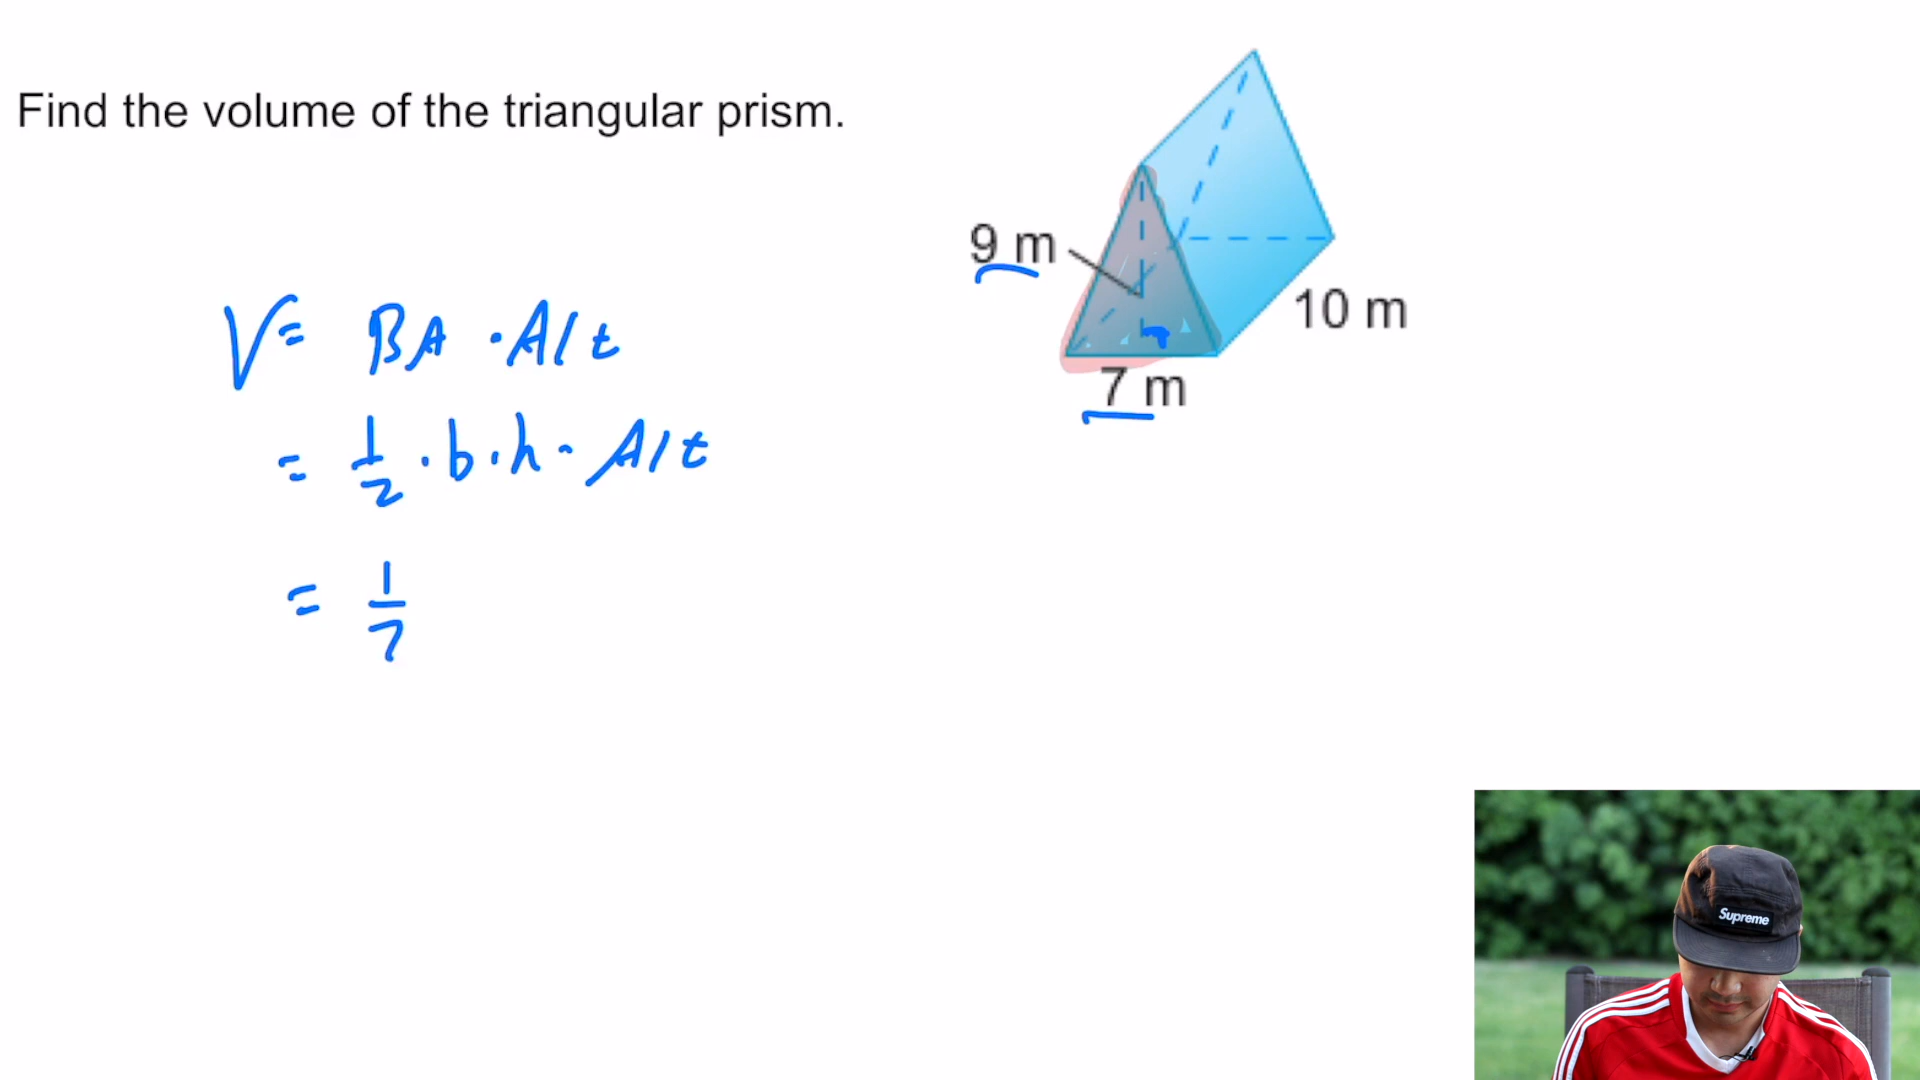 Find the volume of the triangular prism.
9 m
10 m
7 m
V= BA · Alt
= 1/2 · b · h · Alt
= 1/7
Supreme